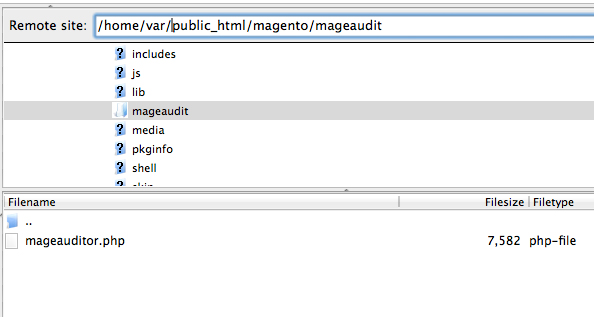 Remote site: /home/var/public_html/magento/mageaudit
includes
js
lib
mageaudit
media
pkginfo
shell
skin
Filename Filesize Filetype
..
mageauditor.php 7,582 php-file